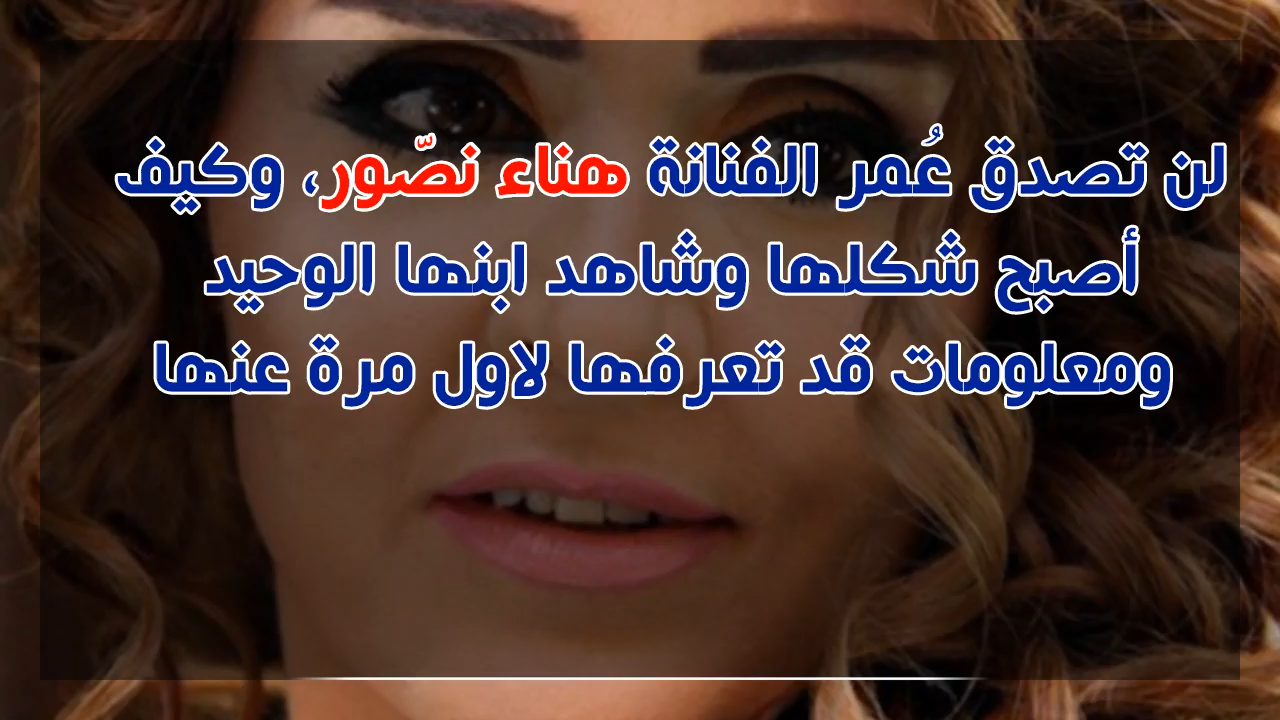 لن تصدق عُمر الفنانة هناء نصّور، وكيف
أصبح شكلها وشاهد ابنها الوحيد
ومعلومات قد تعرفها لاول مرة عنها